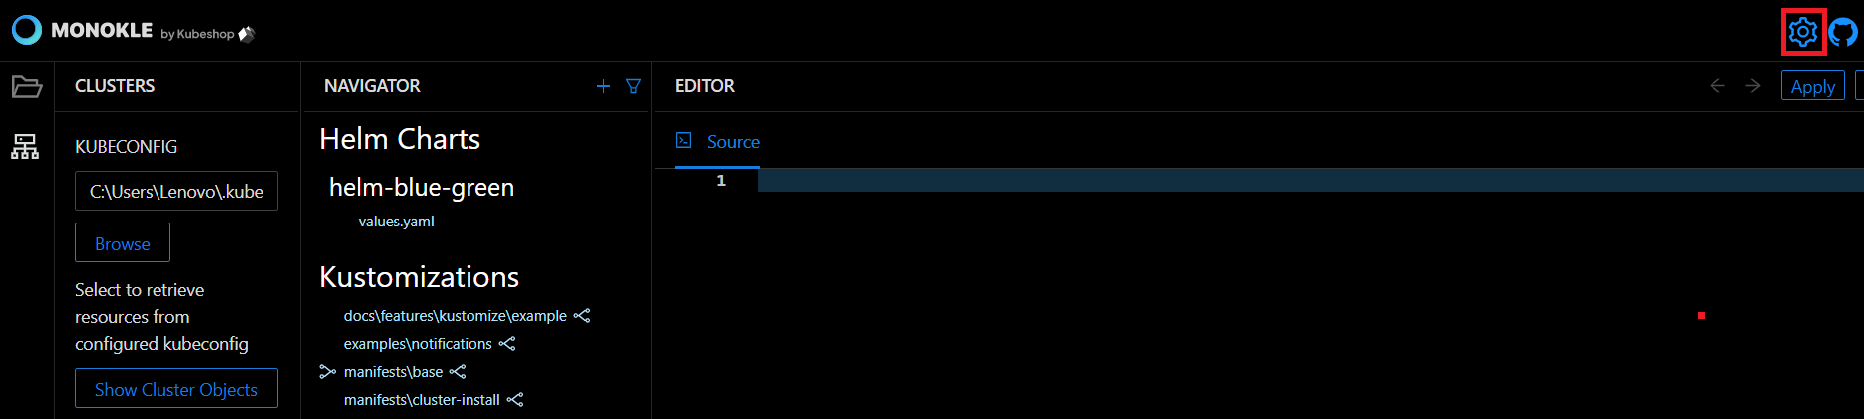 MONOKLE by Kubeshop
CLUSTERS
KUBECONFIG
C:\Users\Lenovo\.kube
Browse
Select to retrieve
resources from
configured kubeconfig
Show Cluster Objects
NAVIGATOR
Helm Charts
helm-blue-green
values.yaml
Kustomizations
docs\features\kustomize\example
examples\notifications
manifests\base
manifests\cluster-install
EDITOR
Apply
Source
1